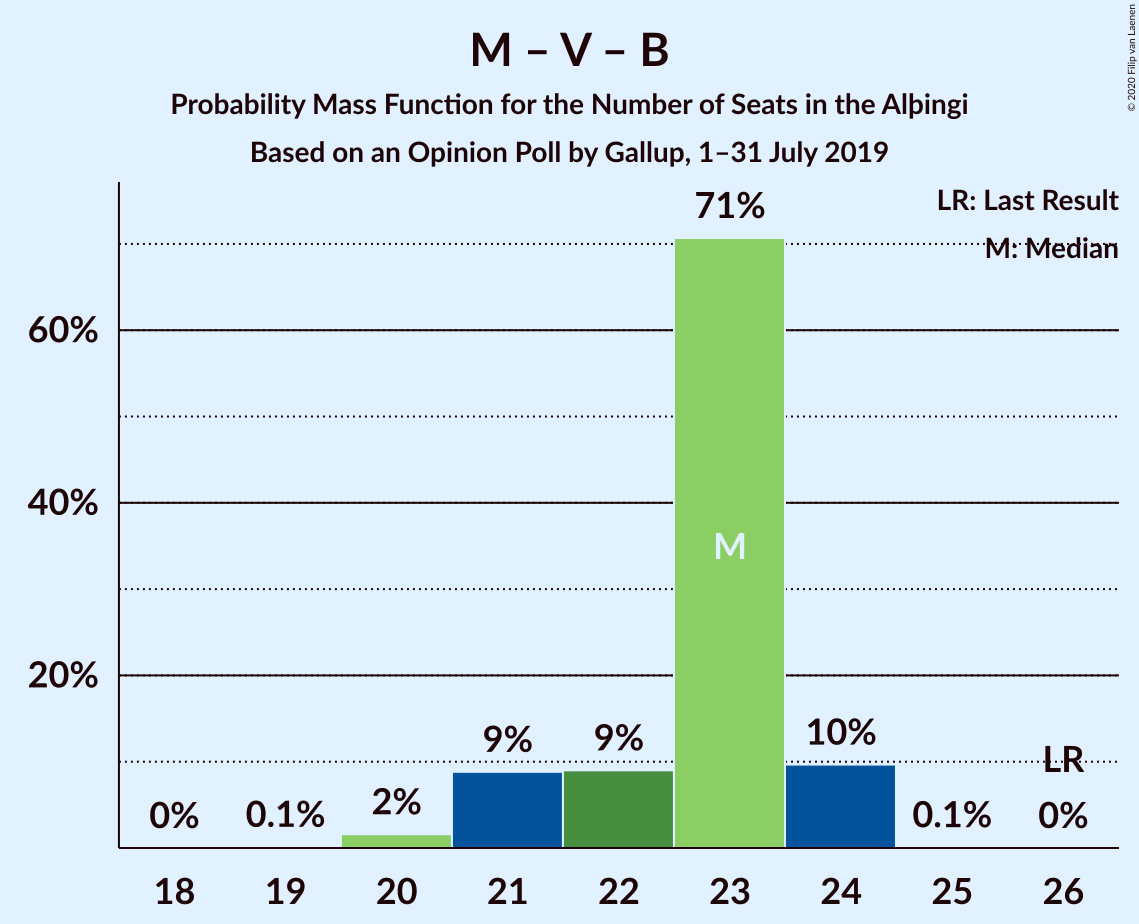 M – V – B
Probability Mass Function for the Number of Seats in the Alþingi
Based on an Opinion Poll by Gallup, 1–31 July 2019
© 2020 Filip van Laenen
LR: Last Result
M: Median
71%
60%
40%
20%
M
0%
0.1%
2%
9%
9%
10%
0.1%
LR
0%
18 19 20 21 22 23 24 25 26